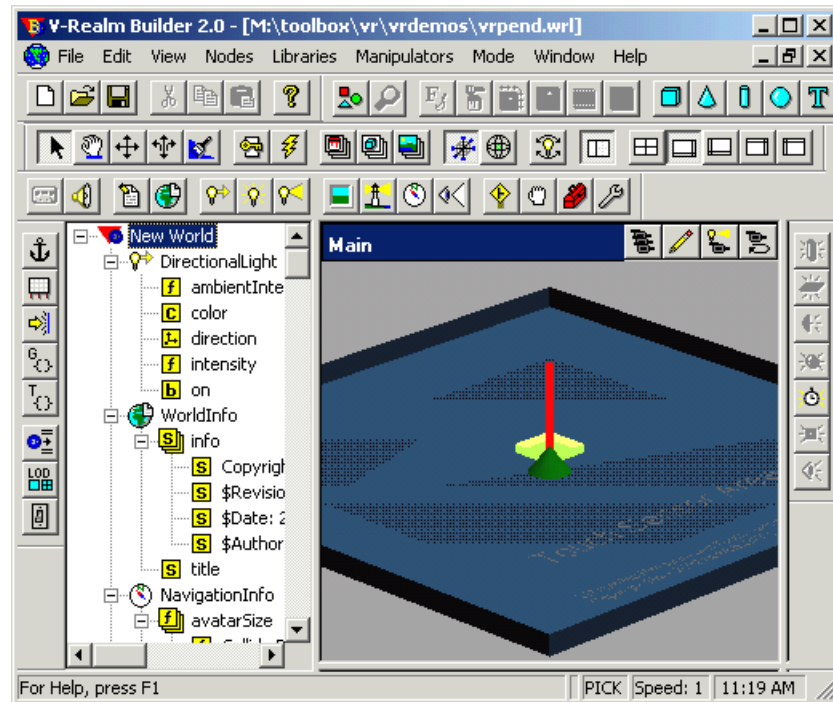 V-Realm Builder 2.0 - [M:\toolbox\vr\vrdemos\vrpend.wrl]
File Edit View Nodes Libraries Manipulators Mode Window Help
New World
Main
DirectionalLight
ambientInte
color
direction
intensity
on
WorldInfo
info
Copyrigh
$Revisio
$Date: 2
$Author
title
NavigationInfo
avatarSize
LOD
For Help, press F1
PICK Speed: 1 11:19 AM